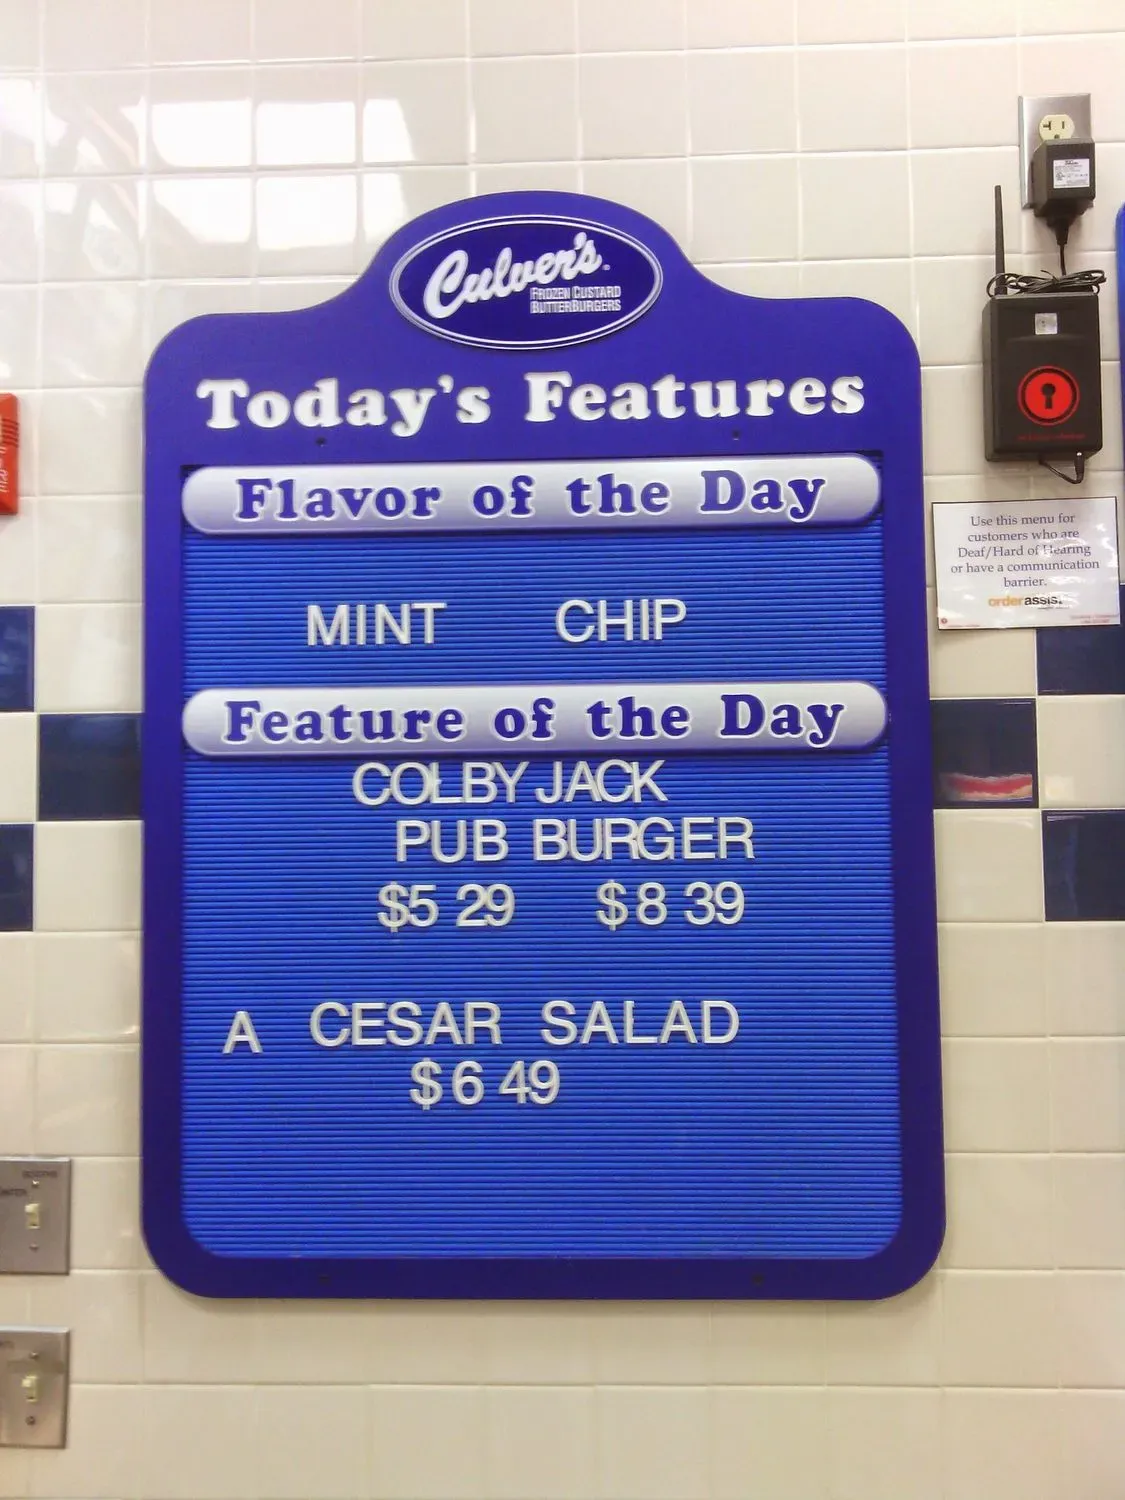 Culver's
FROZEN CUSTARD
BUTTERBURGERS
Today's Features
Flavor of the Day
MINT CHIP
Feature of the Day
COLBY JACK
PUB BURGER
$5 29 $8 39
A CESAR SALAD
$6 49
Use this menu for
customers who are
Deaf/Hard of Hearing
or have a communication
barrier.
orderassist